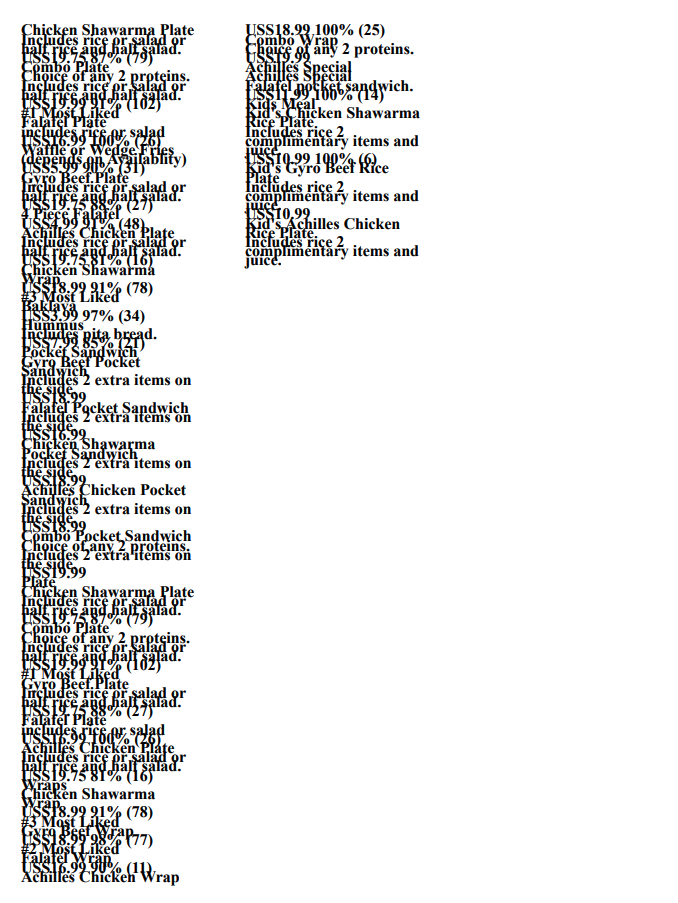 Chicken Shawarma Plate
Includes rice or salad or
half rice and half salad.
US$19.75 87% (79)
Combo Plate
Choice of any 2 proteins.
Includes rice or salad or
half rice and half salad.
US$19.99 91% (102)
#1 Most Liked
Falafel Plate
includes rice or salad
US$16.99 100% (26)
Waffle or Wedge Fries
(depends on Availablity)
US$5.99 90% (31)
Gyro Beef Plate
Includes rice or salad or
half rice and half salad.
US$19.75 88% (27)
4 Piece Falafel
US$4.99 91% (48)
Achilles Chicken Plate
Includes rice or salad or
half rice and half salad.
US$19.75 81% (16)
Chicken Shawarma
Wrap
US$18.99 91% (78)
#3 Most Liked
Baklava
US$3.99 97% (34)
Hummus
Includes pita bread.
US$7.99 85% (21)
Pocket Sandwich
Gyro Beef Pocket
Sandwich
Includes 2 extra items on
the side.
US$18.99
Falafel Pocket Sandwich
Includes 2 extra items on
the side.
US$16.99
Chicken Shawarma
Pocket Sandwich
Includes 2 extra items on
the side.
US$18.99
Achilles Chicken Pocket
Sandwich
Includes 2 extra items on
the side.
US$18.99
Combo Pocket Sandwich
Choice of any 2 proteins.
Includes 2 extra items on
the side.
US$19.99
Plate
Chicken Shawarma Plate
Includes rice or salad or
half rice and half salad.
US$19.75 87% (79)
Combo Plate
Choice of any 2 proteins.
Includes rice or salad or
half rice and half salad.
US$19.99 91% (102)
#1 Most Liked
Gyro Beef Plate
Includes rice or salad or
half rice and half salad.
US$19.75 88% (27)
Falafel Plate
includes rice or salad
US$16.99 100% (26)
Achilles Chicken Plate
Includes rice or salad or
half rice and half salad.
US$19.75 81% (16)
Wraps
Chicken Shawarma
Wrap
US$18.99 91% (78)
#3 Most Liked
Gyro Beef Wrap
US$18.99 98% (77)
#2 Most Liked
Falafel Wrap
US$16.99 90% (11)
Achilles Chicken Wrap
US$18.99 100% (25)
Combo Wrap
Choice of any 2 proteins.
US$19.99
Achilles Special
Achilles Special
Falafel pocket sandwich.
US$11.99 100% (14)
Kids Meal
Kid's Chicken Shawarma
Rice Plate
Includes rice 2
complimentary items and
juice.
US$10.99 100% (6)
Kid's Gyro Beef Rice
Plate
Includes rice 2
complimentary items and
juice.
US$10.99
Kid's Achilles Chicken
Rice Plate.
Includes rice 2
complimentary items and
juice.